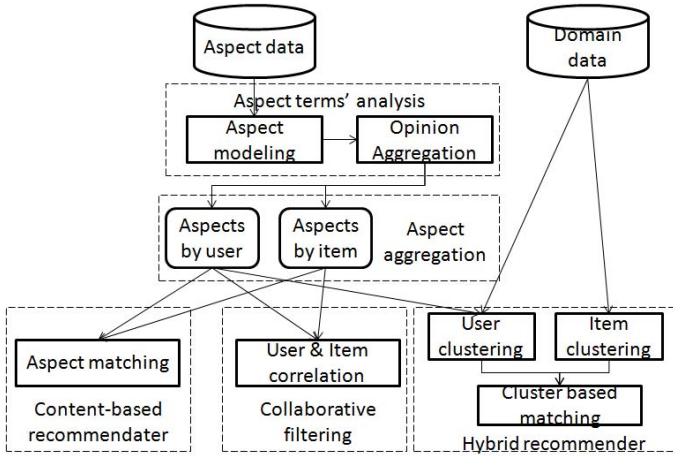 Aspect data
Domain
data
Aspect terms' analysis
Aspect
modeling
Opinion
Aggregation
Aspects
by user
Aspects
by item
Aspect
aggregation
User
clustering
Item
clustering
Aspect matching
User & Item
correlation
Cluster based
matching
Content-based
recommendater
Collaborative
filtering
Hybrid recommender